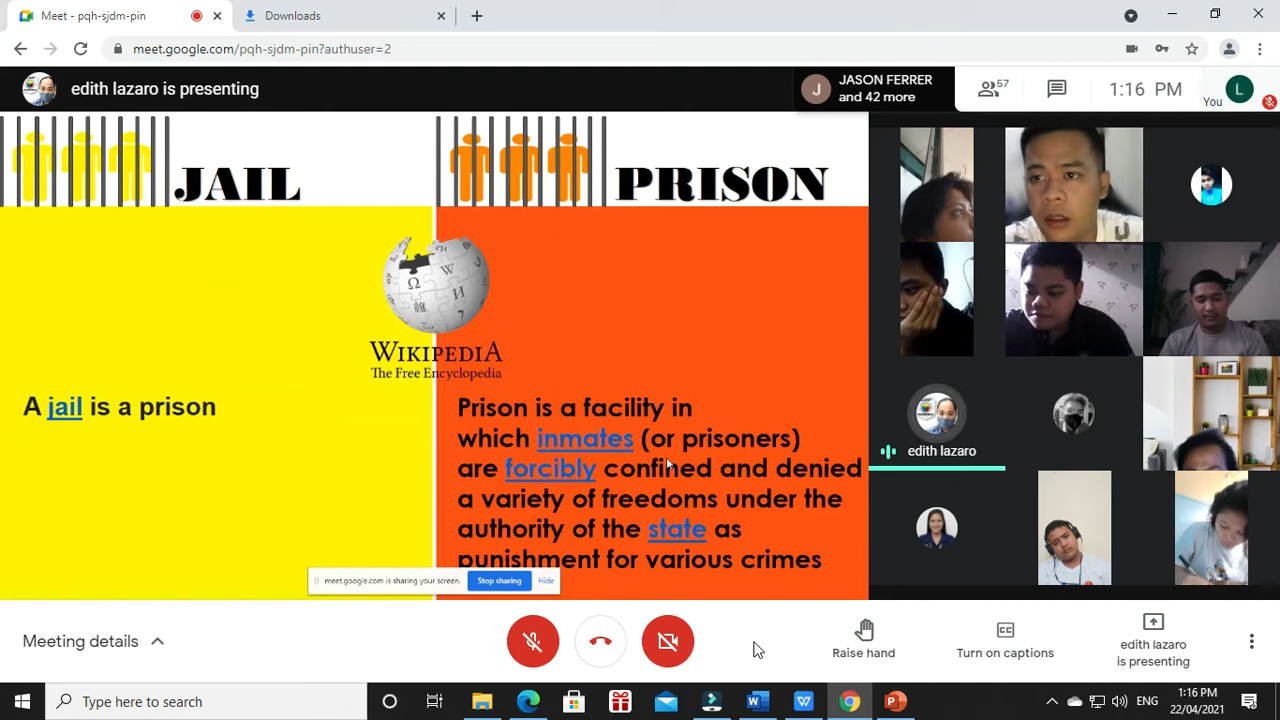 Meet - pqh-sjdm-pin
Downloads
meet.google.com/pqh-sjdm-pin?authuser=2
edith lazaro is presenting
J
JASON FERRER
and 42 more
57
1:16 PM
You
L
JAIL
PRISON
Ω
W
И
維
WIKIPEDIA
The Free Encyclopedia
A jail is a prison
Prison is a facility in
which inmates (or prisoners)
are forcibly confined and denied
a variety of freedoms under the
authority of the state as
punishment for various crimes
meet.google.com is sharing your screen.
Stop sharing
Hide
edith lazaro
Meeting details
Raise hand
CC
Turn on captions
edith lazaro
is presenting
Type here to search
W
W
P
ENG
1:16 PM
22/04/2021